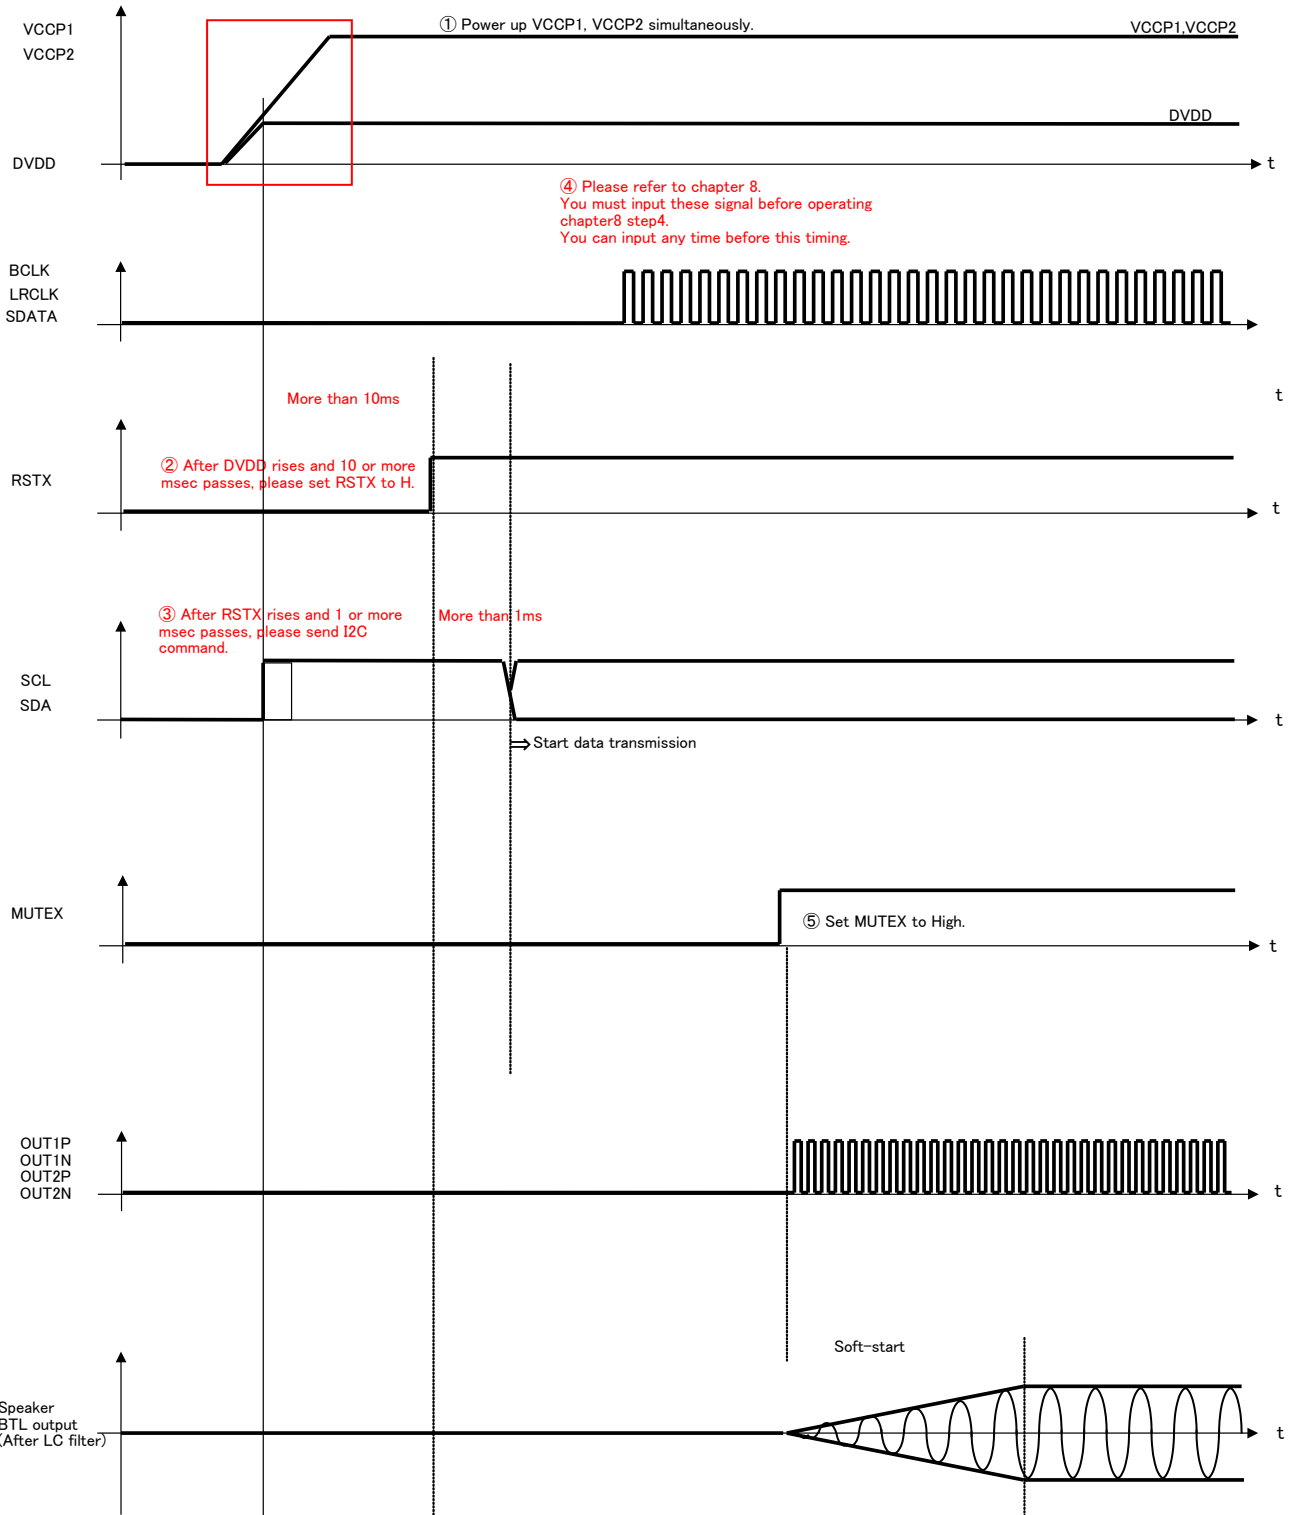 VCCP1
VCCP2
① Power up VCCP1, VCCP2 simultaneously.
VCCP1,VCCP2
DVDD
DVDD
t
④ Please refer to chapter 8.
You must input these signal before operating
chapter8 step4.
You can input any time before this timing.
BCLK
LRCLK
SDATA
More than 10ms
t
② After DVDD rises and 10 or more
msec passes, please set RSTX to H.
RSTX
t
③ After RSTX rises and 1 or more
msec passes, please send I2C
command.
More than 1ms
SCL
SDA
t
⇒ Start data transmission
MUTEX
⑤ Set MUTEX to High.
t
OUT1P
OUT1N
OUT2P
OUT2N
t
Soft-start
Speaker
BTL output
(After LC filter)
t